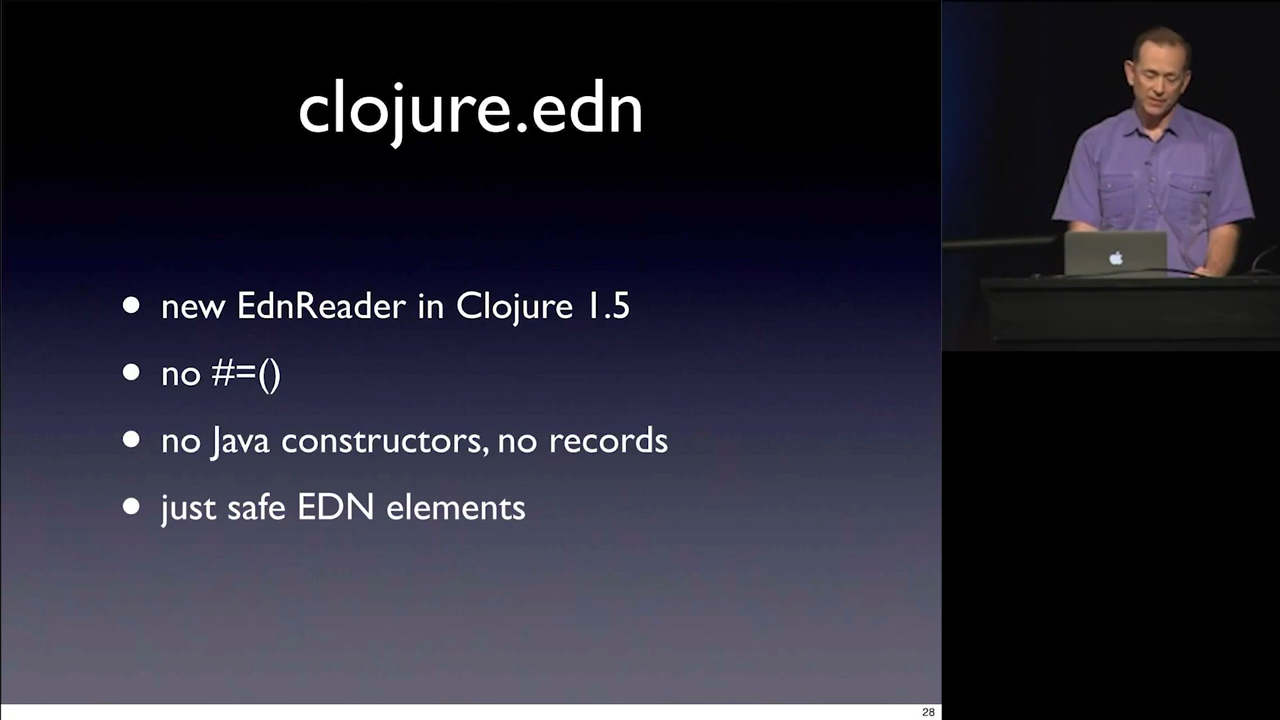 clojure.edn
• new EdnReader in Clojure 1.5
• no #=()
• no Java constructors, no records
• just safe EDN elements
28